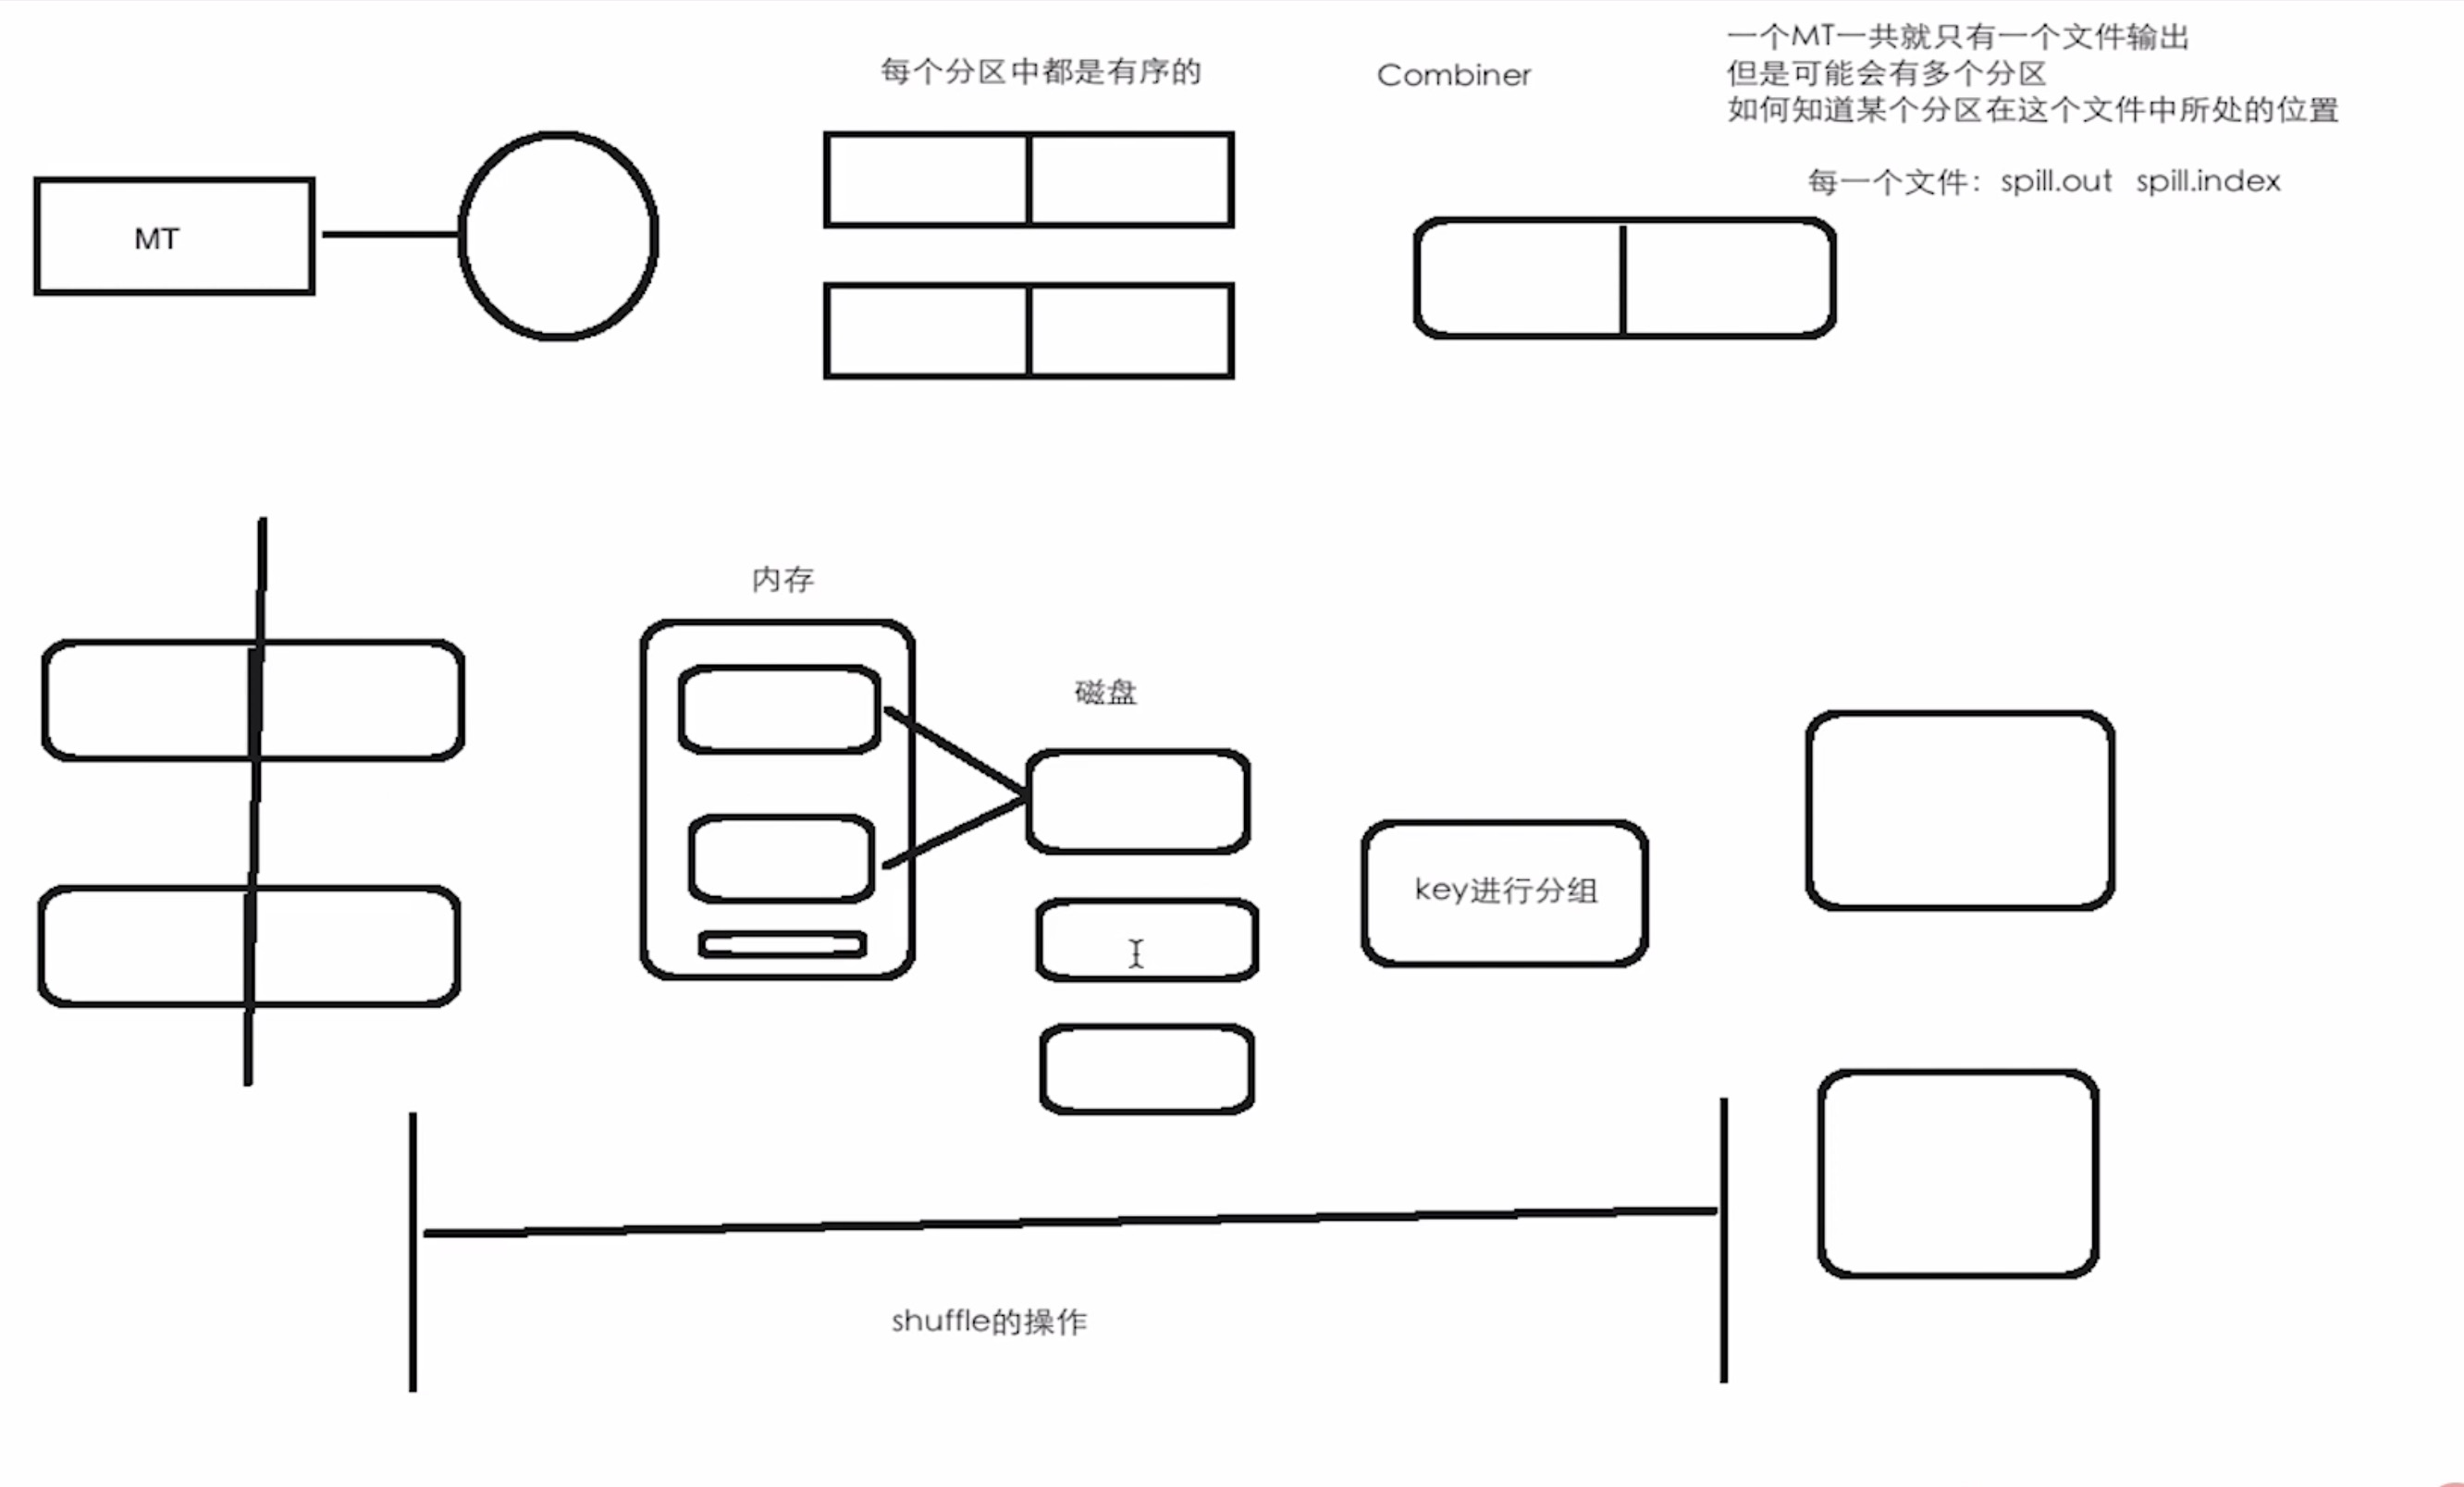 每个分区中都是有序的
Combiner
一个MT一共就只有一个文件输出
但是可能会有多个分区
如何知道某个分区在这个文件中所处的位置
每一个文件：spill.out spill.index
MT
内存
磁盘
key进行分组
shuffle的操作